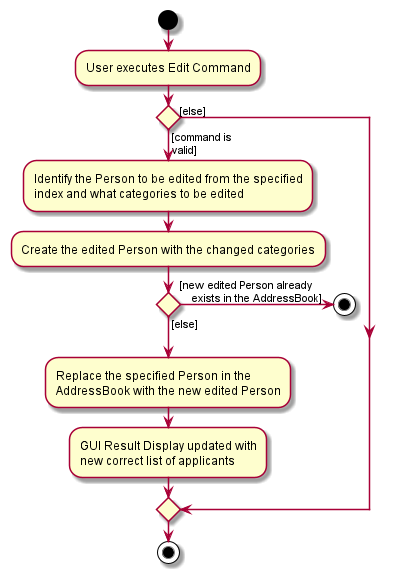 User executes Edit Command
[else]
[command is
valid]
Identify the Person to be edited from the specified
index and what categories to be edited
Create the edited Person with the changed categories
[new edited Person already
exists in the AddressBook]
[else]
Replace the specified Person in the
AddressBook with the new edited Person
GUI Result Display updated with
new correct list of applicants